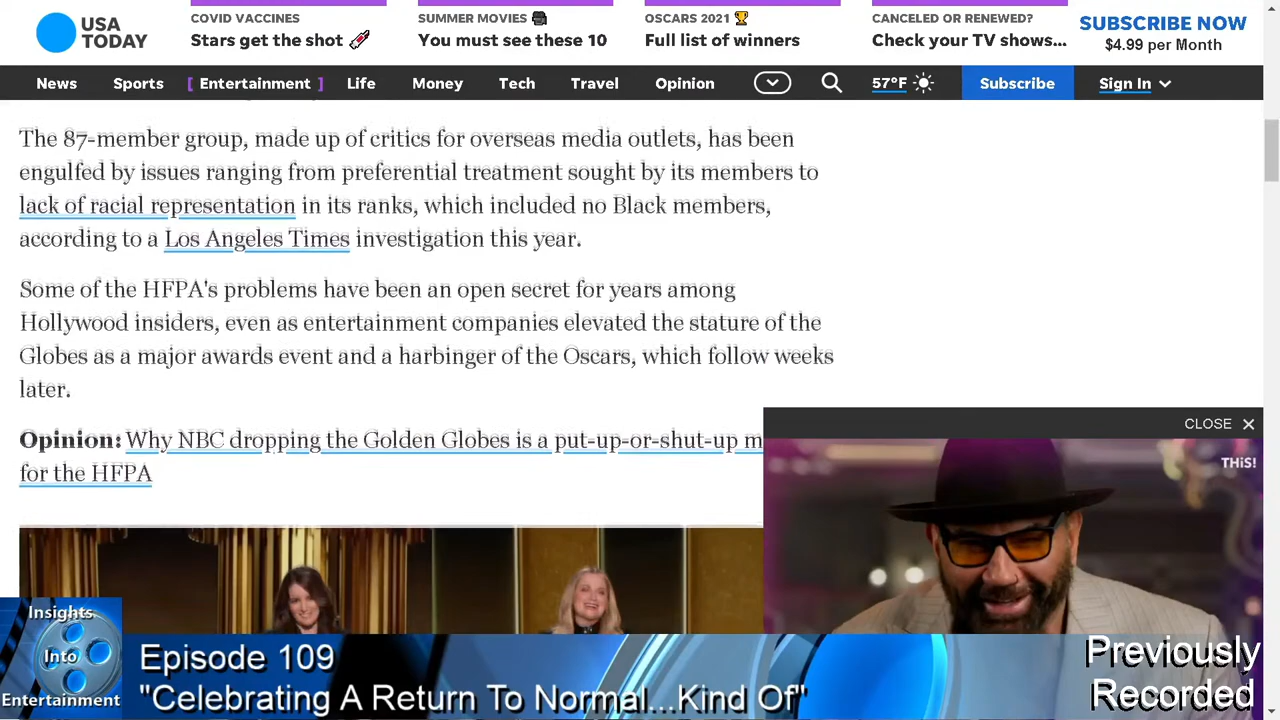 USA
TODAY
COVID VACCINES
Stars get the shot
SUMMER MOVIES
You must see these 10
OSCARS 2021
Full list of winners
CANCELED OR RENEWED?
Check your TV shows...
SUBSCRIBE NOW
$4.99 per Month
News Sports [ Entertainment ] Life Money Tech Travel Opinion 57°F Subscribe Sign In
The 87-member group, made up of critics for overseas media outlets, has been
engulfed by issues ranging from preferential treatment sought by its members to
lack of racial representation in its ranks, which included no Black members,
according to a Los Angeles Times investigation this year.
Some of the HFPA's problems have been an open secret for years among
Hollywood insiders, even as entertainment companies elevated the stature of the
Globes as a major awards event and a harbinger of the Oscars, which follow weeks
later.
Opinion: Why NBC dropping the Golden Globes is a put-up-or-shut-up m
for the HFPA
CLOSE ✕
THIS!
Insights
Into
Entertainment
Episode 109
"Celebrating A Return To Normal...Kind Of"
Previously
Recorded